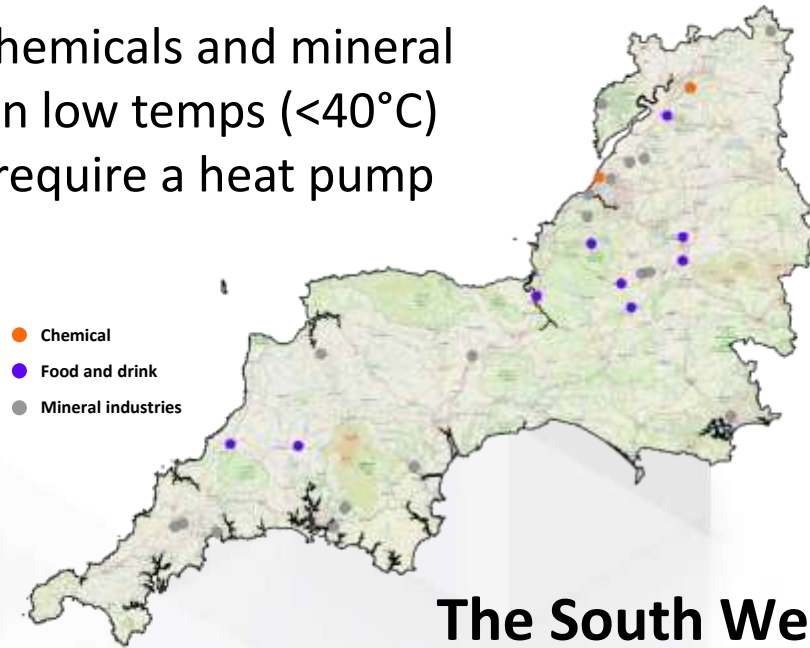 hemicals and mineral
n low temps (<40°C)
require a heat pump
Chemical
Food and drink
Mineral industries
The South We